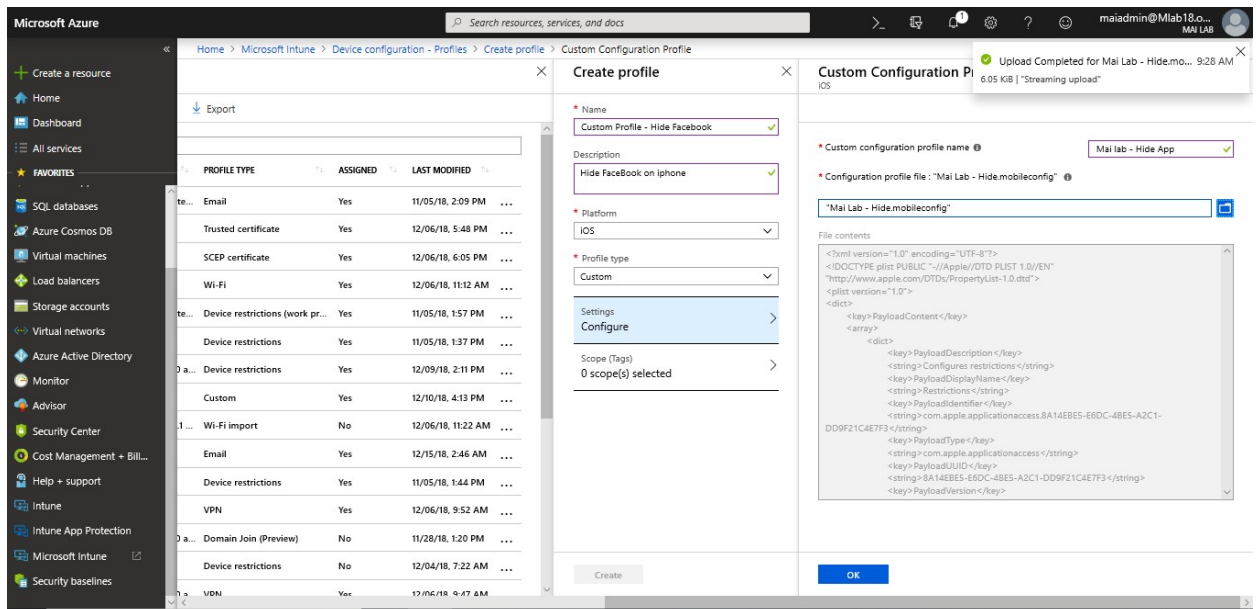 Microsoft Azure
Search resources, services, and docs
1
maiadmin@Mlab18.o...
MAI LAB
Home > Microsoft Intune > Device configuration - Profiles > Create profile > Custom Configuration Profile
Create a resource
Home
Dashboard
All services
FAVORITES
SQL databases
Azure Cosmos DB
Virtual machines
Load balancers
Storage accounts
Virtual networks
Azure Active Directory
Monitor
Advisor
Security Center
Cost Management + Bill...
Help + support
Intune
Intune App Protection
Microsoft Intune
Security baselines
Export
PROFILE TYPE ASSIGNED LAST MODIFIED
te... Email Yes 11/05/18, 2:09 PM ...
Trusted certificate Yes 12/06/18, 5:48 PM ...
SCEP certificate Yes 12/06/18, 6:05 PM ...
Wi-Fi Yes 12/06/18, 11:12 AM ...
te... Device restrictions (work pr... Yes 11/05/18, 1:57 PM ...
Device restrictions Yes 11/05/18, 1:37 PM ...
a... Device restrictions Yes 12/09/18, 2:11 PM ...
Custom Yes 12/10/18, 4:13 PM ...
.1 ... Wi-Fi import No 12/06/18, 11:22 AM ...
Email Yes 12/15/18, 2:46 AM ...
Device restrictions Yes 11/05/18, 1:44 PM ...
VPN Yes 12/06/18, 9:52 AM ...
a... Domain Join (Preview) No 11/28/18, 1:20 PM ...
Device restrictions No 12/04/18, 7:22 AM ...
a... VPN Yes 12/06/18, 9:47 AM
Create profile
* Name
Custom Profile - Hide Facebook
Description
Hide FaceBook on iphone
* Platform
iOS
* Profile type
Custom
Settings
Configure
Scope (Tags)
0 scope(s) selected
Create
Custom Configuration P
iOS
Upload Completed for Mai Lab - Hide.mo... 9:28 AM
6.05 KiB | "Streaming upload"
* Custom configuration profile name
Mai lab - Hide App
* Configuration profile file : "Mai Lab - Hide.mobileconfig"
"Mai Lab - Hide.mobileconfig"
File contents
<?xml version="1.0" encoding="UTF-8"?>
<!DOCTYPE plist PUBLIC "-//Apple//DTD PLIST 1.0//EN"
"http://www.apple.com/DTDs/PropertyList-1.0.dtd">
<plist version="1.0">
<dict>
<key>PayloadContent</key>
<array>
<dict>
<key>PayloadDescription</key>
<string>Configures restrictions</string>
<key>PayloadDisplayName</key>
<string>Restrictions</string>
<key>PayloadIdentifier</key>
<string>com.apple.applicationaccess.8A14EBE5-E6DC-4BE5-A2C1-
DD9F21C4E7F3</string>
<key>PayloadType</key>
<string>com.apple.applicationaccess</string>
<key>PayloadUUID</key>
<string>8A14EBE5-E6DC-4BE5-A2C1-DD9F21C4E7F3</string>
<key>PayloadVersion</key>
OK